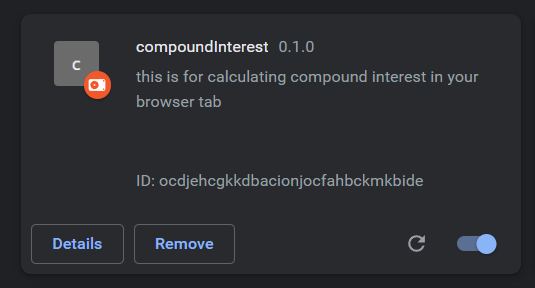 C
compoundInterest 0.1.0
this is for calculating compound interest in your
browser tab
ID: ocdjehcgkkdbacionjocfahbckmkbide
Details Remove